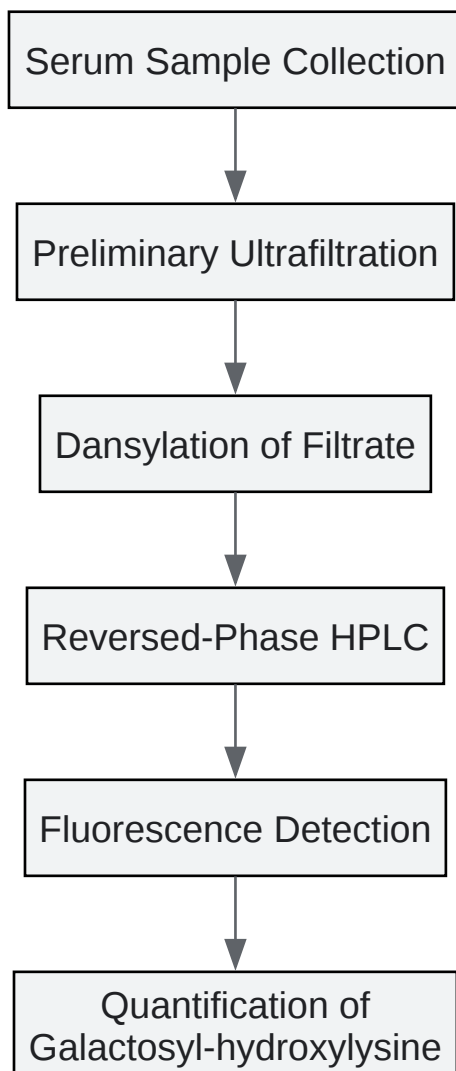 Serum Sample Collection
Preliminary Ultrafiltration
Dansylation of Filtrate
Reversed-Phase HPLC
Fluorescence Detection
Quantification of
Galactosyl-hydroxylysine